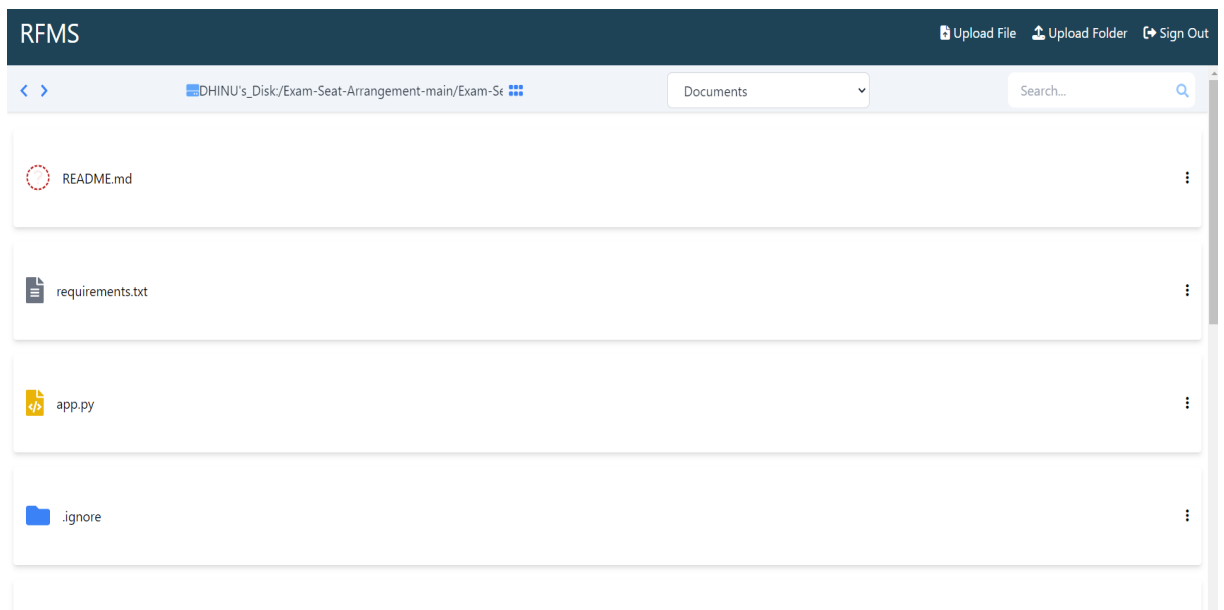 RFMS
Upload File Upload Folder Sign Out
DHINU's_Disk:/Exam-Seat-Arrangement-main/Exam-Se Documents Search...
README.md
requirements.txt
app.py
.ignore